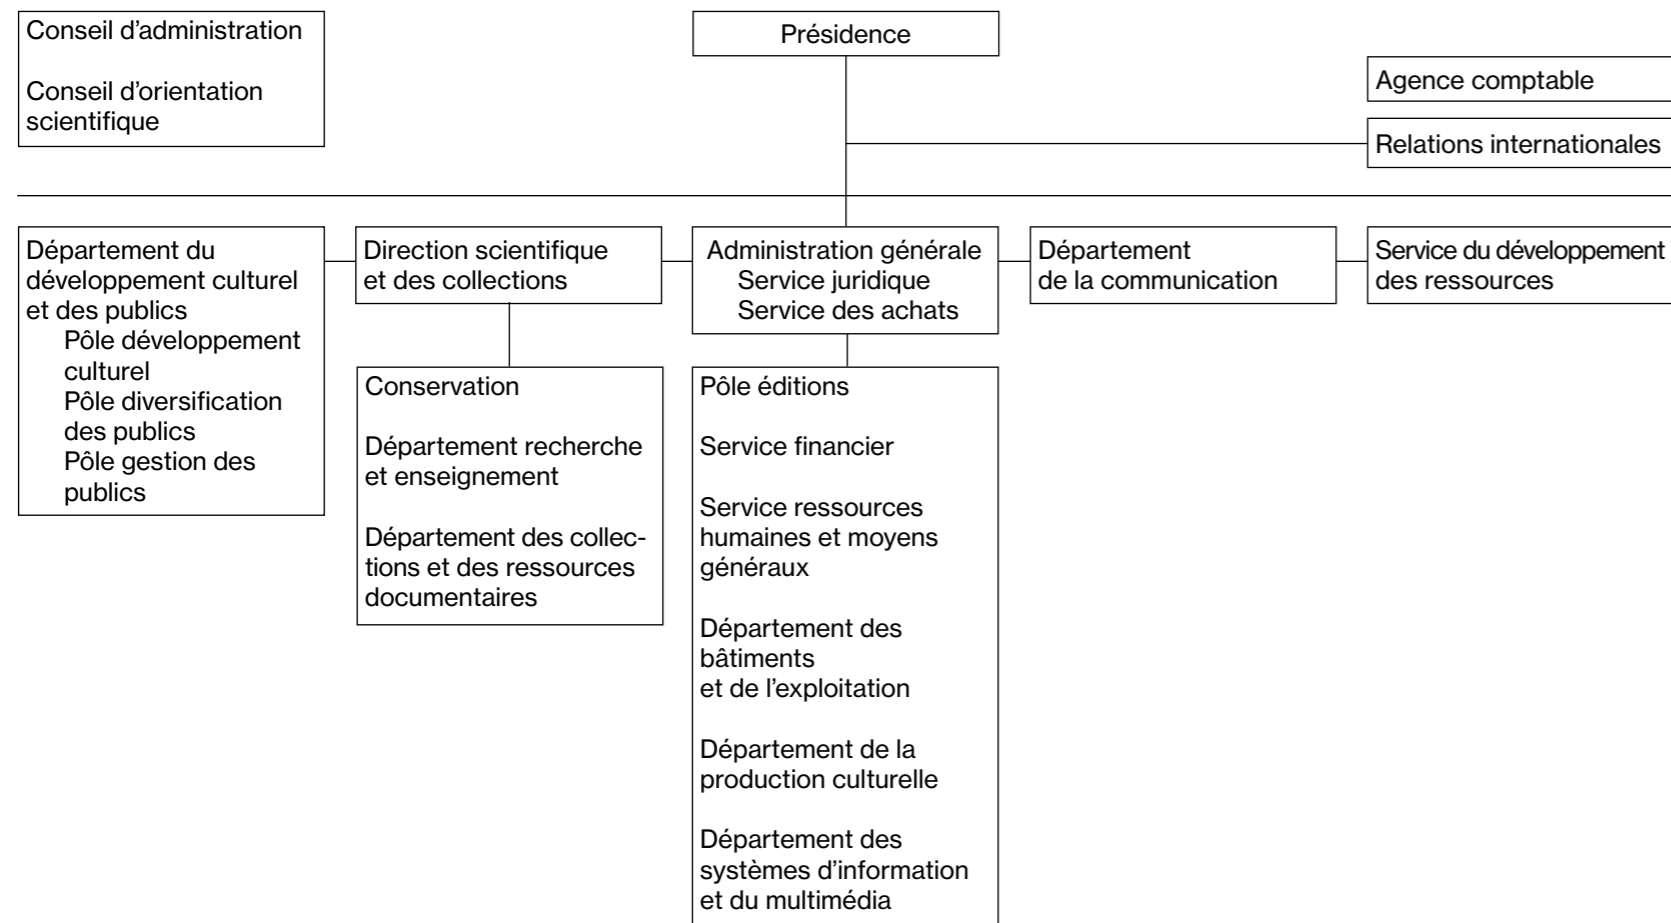 Conseil d'administration
Conseil d'orientation
scientifique
Présidence
Agence comptable
Relations internationales
Département du
développement culturel
et des publics
Pôle développement
culturel
Pôle diversification
des publics
Pôle gestion des
publics
Direction scientifique
et des collections
Conservation
Département recherche
et enseignement
Département des collec-
tions et des ressources
documentaires
Administration générale
Service juridique
Service des achats
Pôle éditions
Service financier
Service ressources
humaines et moyens
généraux
Département des
bâtiments
et de l'exploitation
Département de la
production culturelle
Département des
systèmes d'information
et du multimédia
Département
de la communication
Service du développement
des ressources